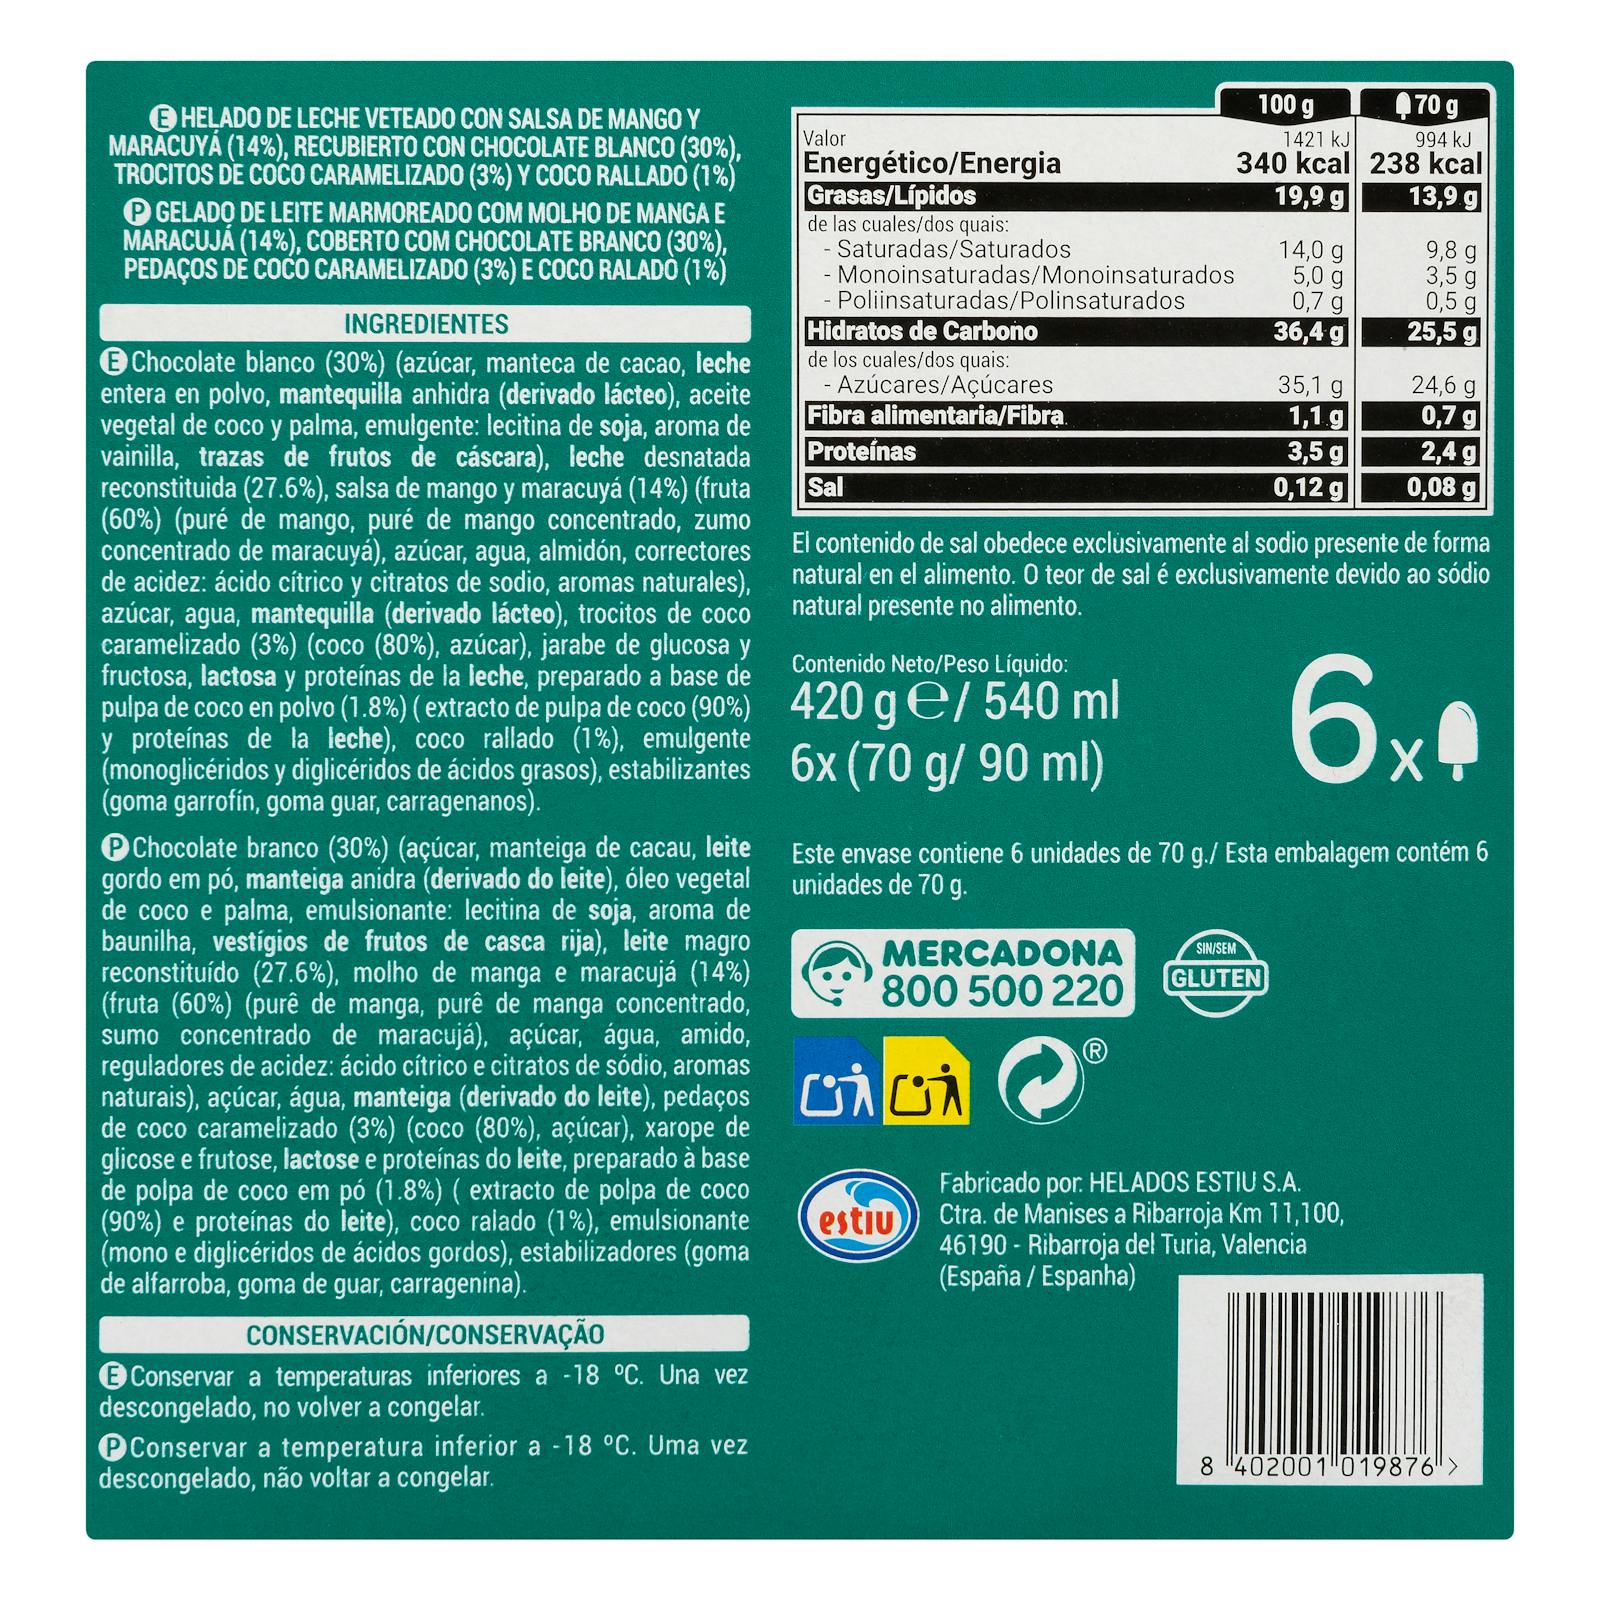 E HELADO DE LECHE VETEADO CON SALSA DE MANGO Y
MARACUYÁ (14%), RECUBIERTO CON CHOCOLATE BLANCO (30%),
TROCITOS DE COCO CARAMELIZADO (3%) Y COCO RALLADO (1%)
P GELADO DE LEITE MARMOREADO COM MOLHO DE MANGA E
MARACUJÁ (14%), COBERTO COM CHOCOLATE BRANCO (30%),
PEDAÇOS DE COCO CARAMELIZADO (3%) E COCO RALADO (1%)
INGREDIENTES
E Chocolate blanco (30%) (azúcar, manteca de cacao, leche
entera en polvo, mantequilla anhidra (derivado lácteo), aceite
vegetal de coco y palma, emulgente: lecitina de soja, aroma de
vainilla, trazas de frutos de cáscara), leche desnatada
reconstituida (27.6%), salsa de mango y maracuyá (14%) (fruta
(60%) (puré de mango, puré de mango concentrado, zumo
concentrado de maracuyá), azúcar, agua, almidón, correctores
de acidez: ácido cítrico y citratos de sodio, aromas naturales),
azúcar, agua, mantequilla (derivado lácteo), trocitos de coco
caramelizado (3%) (coco (80%), azúcar), jarabe de glucosa y
fructosa, lactosa y proteínas de la leche, preparado a base de
pulpa de coco en polvo (1.8%) ( extracto de pulpa de coco (90%)
y proteínas de la leche), coco rallado (1%), emulgente
(monoglicéridos y diglicéridos de ácidos grasos), estabilizantes
(goma garrofín, goma guar, carragenanos).
P Chocolate branco (30%) (açúcar, manteiga de cacau, leite
gordo em pó, manteiga anidra (derivado do leite), óleo vegetal
de coco e palma, emulsionante: lecitina de soja, aroma de
baunilha, vestígios de frutos de casca rija), leite magro
reconstituído (27.6%), molho de manga e maracujá (14%)
(fruta (60%) (purê de manga, purê de manga concentrado,
sumo concentrado de maracujá), açúcar, água, amido,
reguladores de acidez: ácido cítrico e citratos de sódio, aromas
naturais), açúcar, água, manteiga (derivado do leite), pedaços
de coco caramelizado (3%) (coco (80%), açúcar), xarope de
glicose e frutose, lactose e proteínas do leite, preparado à base
de polpa de coco em pó (1.8%) ( extracto de polpa de coco
(90%) e proteínas do leite), coco ralado (1%), emulsionante
(mono e diglicéridos de ácidos gordos), estabilizadores (goma
de alfarroba, goma de guar, carragenina).
CONSERVACIÓN/CONSERVAÇÃO
E Conservar a temperaturas inferiores a -18 ºC. Una vez
descongelado, no volver a congelar.
P Conservar a temperatura inferior a -18 ºC. Uma vez
descongelado, não voltar a congelar.
100 g 70 g
Valor 1421 kJ 994 kJ
Energético/Energia 340 kcal 238 kcal
Grasas/Lípidos 19,9 g 13,9 g
de las cuales/dos quais:
- Saturadas/Saturados 14,0 g 9,8 g
- Monoinsaturadas/Monoinsaturados 5,0 g 3,5 g
- Poliinsaturadas/Polinsaturados 0,7 g 0,5 g
Hidratos de Carbono 36,4 g 25,5 g
de los cuales/dos quais:
- Azúcares/Açúcares 35,1 g 24,6 g
Fibra alimentaria/Fibra 1,1 g 0,7 g
Proteínas 3,5 g 2,4 g
Sal 0,12 g 0,08 g
El contenido de sal obedece exclusivamente al sodio presente de forma
natural en el alimento. O teor de sal é exclusivamente devido ao sódio
natural presente no alimento.
Contenido Neto/Peso Líquido:
420 g ℮/ 540 ml
6x (70 g/ 90 ml)
6x
Este envase contiene 6 unidades de 70 g./ Esta embalagem contém 6
unidades de 70 g.
MERCADONA
800 500 220
SIN/SEM
GLUTEN
®
estiu
Fabricado por: HELADOS ESTIU S.A.
Ctra. de Manises a Ribarroja Km 11,100,
46190 - Ribarroja del Turia, Valencia
(España / Espanha)
8 402001 019876 >